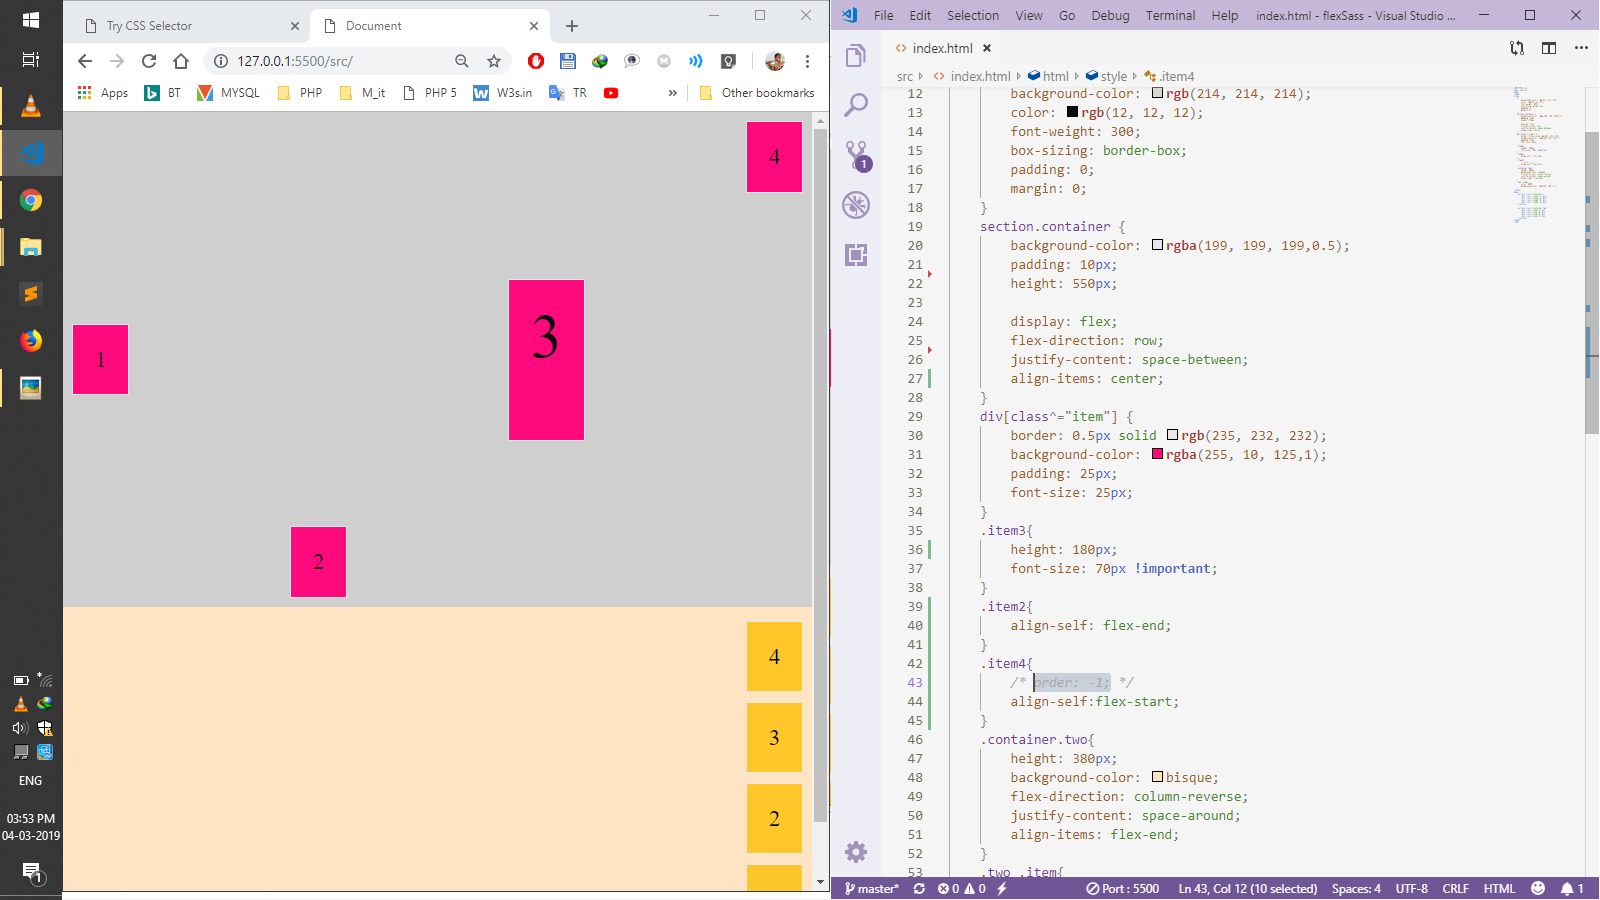 Try CSS Selector
Document
127.0.0.1:5500/src/
Apps BT MYSQL PHP M_it PHP 5 W3s.in TR » Other bookmarks
4
3
1
2
4
3
2
ENG
03:53 PM
04-03-2019
1
File Edit Selection View Go Debug Terminal Help index.html - flexSass - Visual Studio ...
index.html
src index.html html style .item4
1
12 background-color: rgb(214, 214, 214);
13 color: rgb(12, 12, 12);
14 font-weight: 300;
15 box-sizing: border-box;
16 padding: 0;
17 margin: 0;
18 }
19 section.container {
20 background-color: rgba(199, 199, 199,0.5);
21 padding: 10px;
22 height: 550px;
23
24 display: flex;
25 flex-direction: row;
26 justify-content: space-between;
27 align-items: center;
28 }
29 div[class^="item"] {
30 border: 0.5px solid rgb(235, 232, 232);
31 background-color: rgba(255, 10, 125,1);
32 padding: 25px;
33 font-size: 25px;
34 }
35 .item3{
36 height: 180px;
37 font-size: 70px !important;
38 }
39 .item2{
40 align-self: flex-end;
41 }
42 .item4{
43 /* order: -1; */
44 align-self:flex-start;
45 }
46 .container.two{
47 height: 380px;
48 background-color: bisque;
49 flex-direction: column-reverse;
50 justify-content: space-around;
51 align-items: flex-end;
52 }
53 .two .item{
master* 0 0 Port : 5500 Ln 43, Col 12 (10 selected) Spaces: 4 UTF-8 CRLF HTML 1